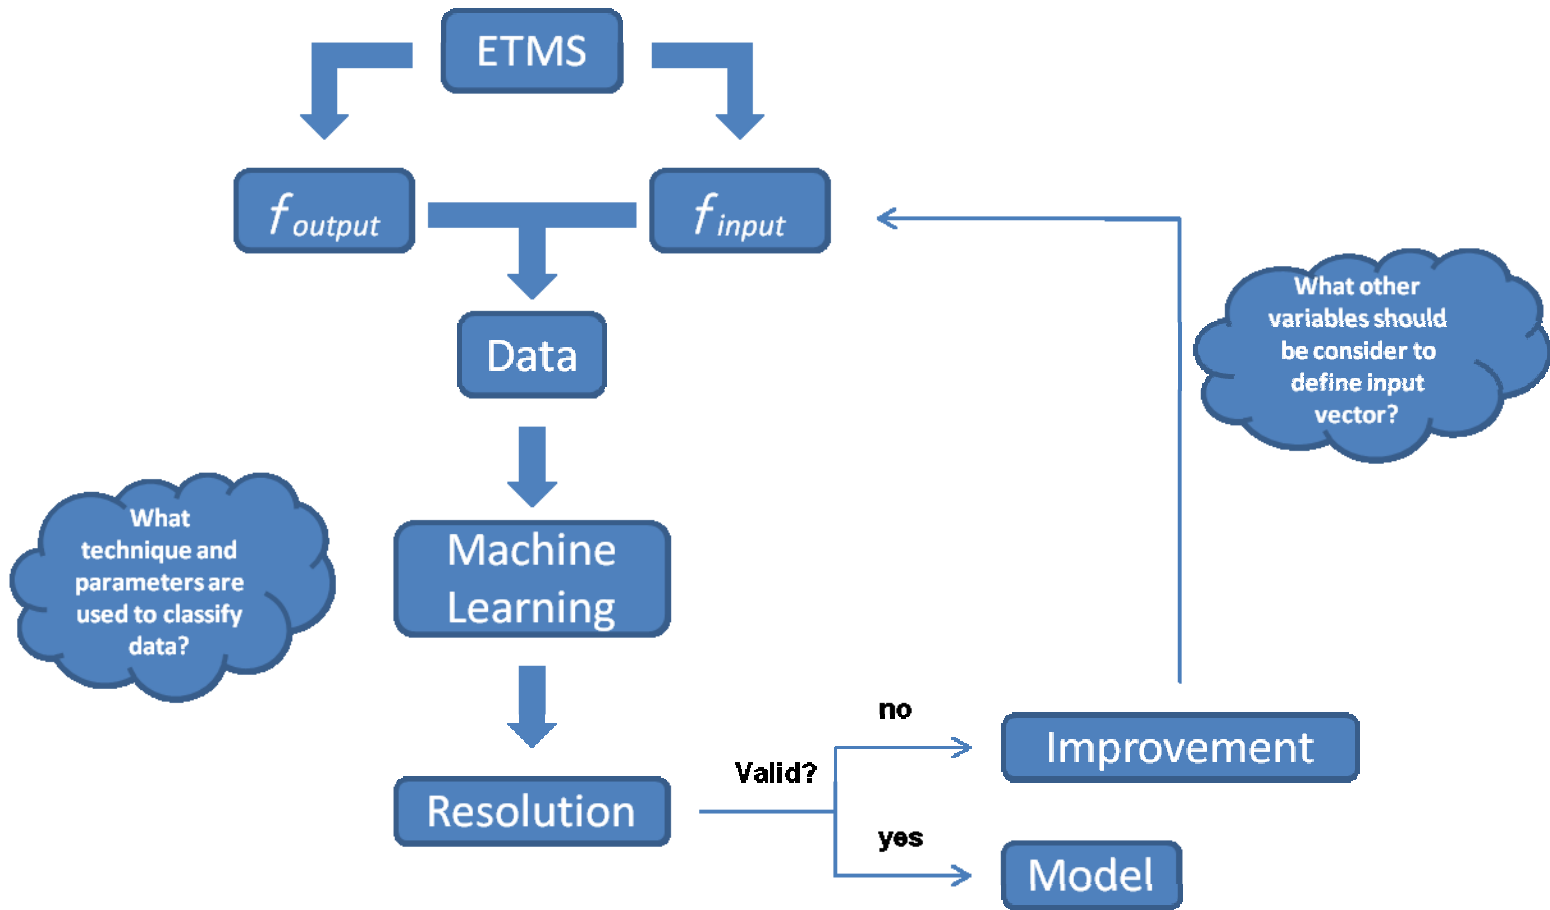 ETMS
f output
f input
Data
What other
variables should
be consider to
define input
vector?
What
technique and
parameters are
used to classify
data?
Machine
Learning
Resolution
Valid?
no
yes
Improvement
Model